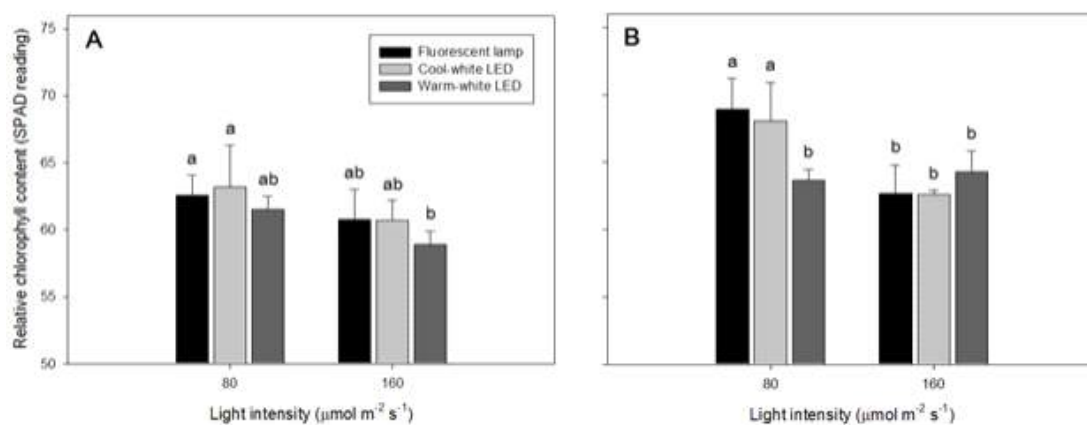 A
Fluorescent lamp
Cool-white LED
Warm-white LED
75
70
65
60
55
50
Relative chlorophyll content (SPAD reading)
a
a
ab
ab
ab
b
80
160
Light intensity (μmol m⁻² s⁻¹)
B
a
a
b
b
b
b
80
160
Light intensity (μmol m⁻² s⁻¹)